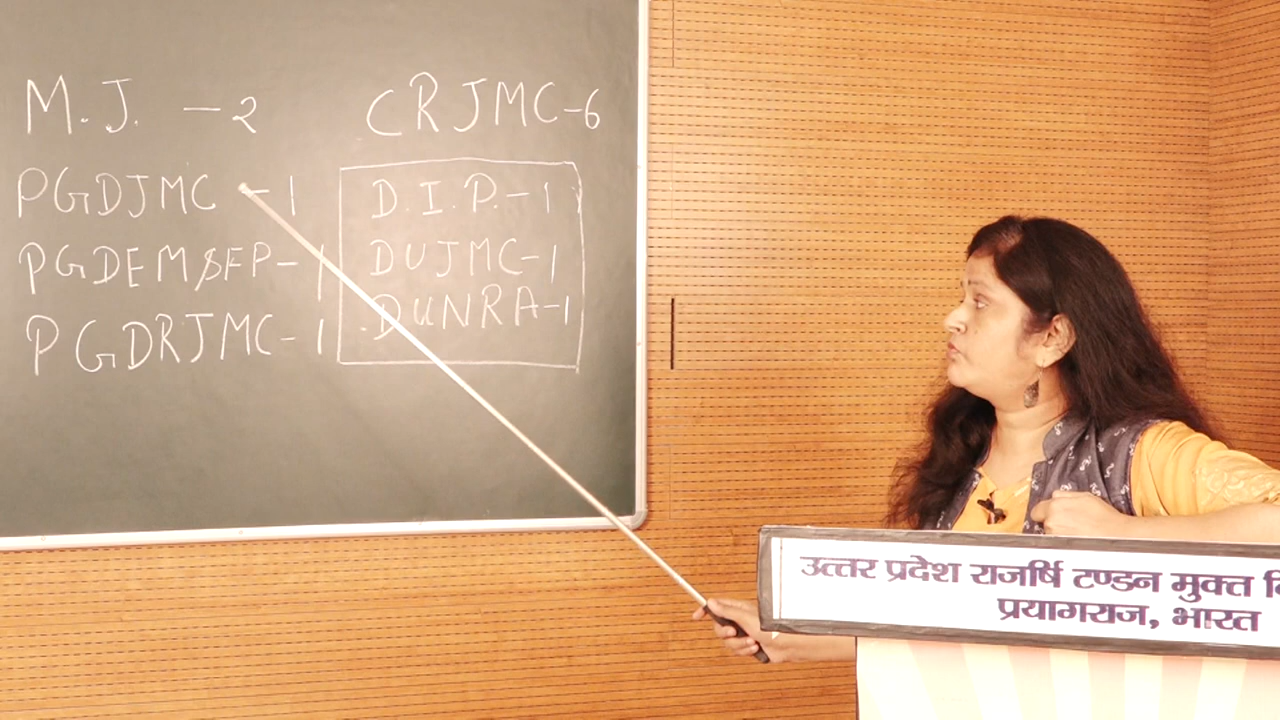 M.J. - 2
PGDJMC - 1
PGDEM&FP - 1
PGDRJMC - 1
CRJMC-6
D.I.P. - 1
DUJMC-1
DUNRA-1
उत्तर प्रदेश राजर्षि टण्डन मुक्त
प्रयागराज, भारत